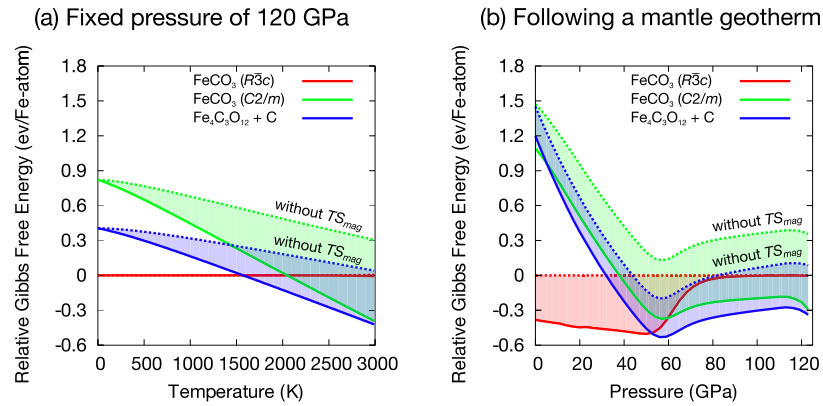 (a) Fixed pressure of 120 GPa
Relative Gibbs Free Energy (ev/Fe-atom)
1.8
1.5
1.2
0.9
0.6
0.3
0
-0.3
-0.6
FeCO₃ (R3̅c)
FeCO₃ (C2/m)
Fe₄C₃O₁₂ + C
without TSmag
without TSmag
0 500 1000 1500 2000 2500 3000
Temperature (K)
(b) Following a mantle geotherm
Relative Gibbs Free Energy (ev/Fe-atom)
1.8
1.5
1.2
0.9
0.6
0.3
0
-0.3
-0.6
FeCO₃ (R3̅c)
FeCO₃ (C2/m)
Fe₄C₃O₁₂ + C
without TSmag
without TSmag
0 20 40 60 80 100 120
Pressure (GPa)